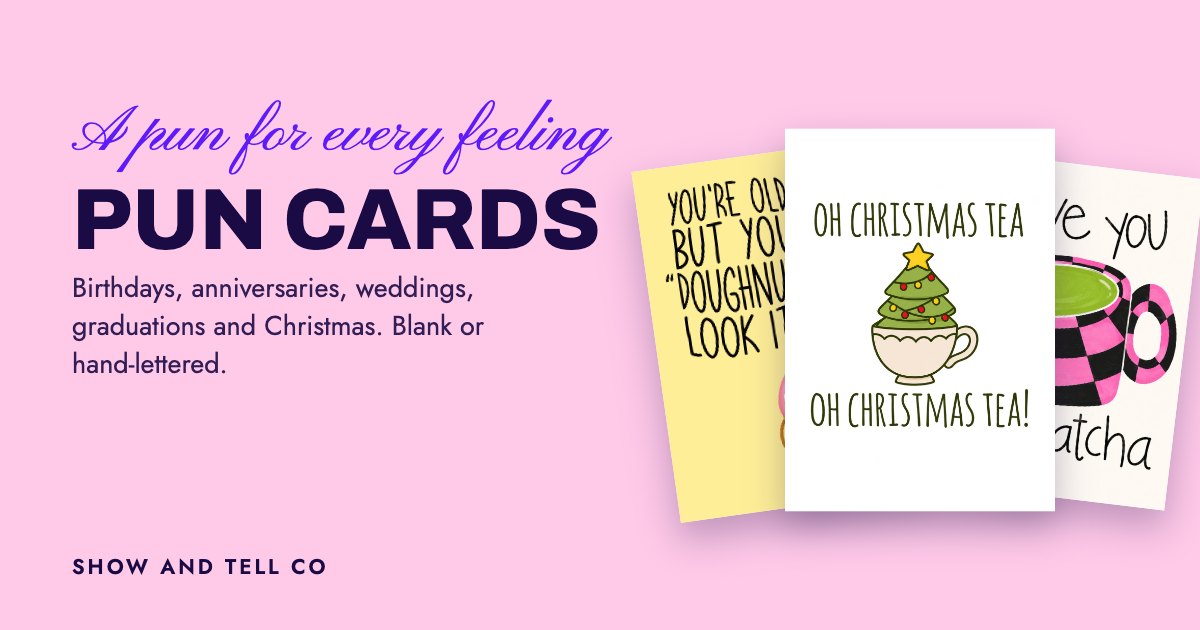 A pun for every feeling
PUN CARDS
Birthdays, anniversaries, weddings,
graduations and Christmas. Blank or
hand-lettered.
SHOW AND TELL CO
YOU'RE OLD
BUT YOU
"DOUGHNU
LOOK IT
OH CHRISTMAS TEA
OH CHRISTMAS TEA!
ve you
atcha